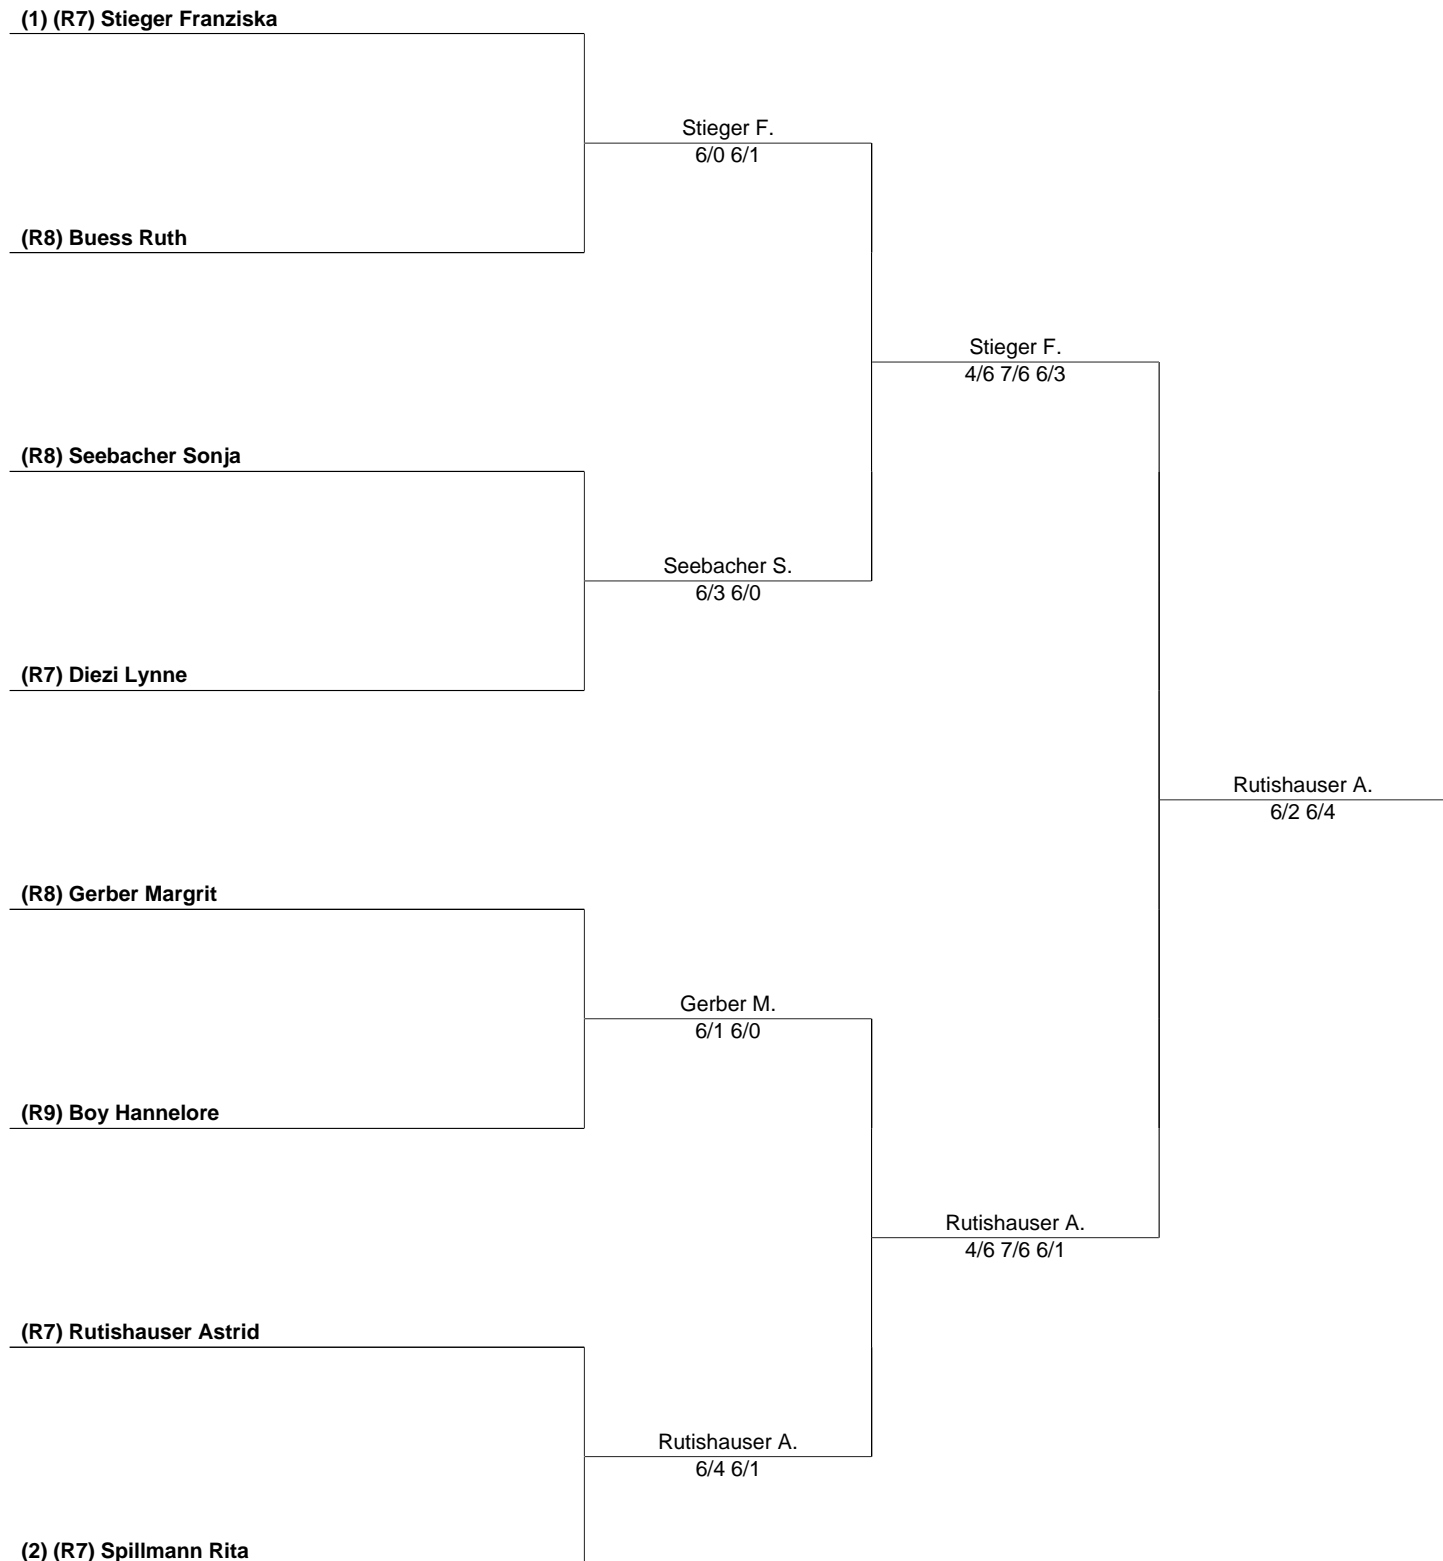 (1) (R7) Stieger Franziska
Stieger F.
6/0 6/1
(R8) Buess Ruth
Stieger F.
4/6 7/6 6/3
(R8) Seebacher Sonja
Seebacher S.
6/3 6/0
(R7) Diezi Lynne
Rutishauser A.
6/2 6/4
(R8) Gerber Margrit
Gerber M.
6/1 6/0
(R9) Boy Hannelore
Rutishauser A.
4/6 7/6 6/1
(R7) Rutishauser Astrid
Rutishauser A.
6/4 6/1
(2) (R7) Spillmann Rita